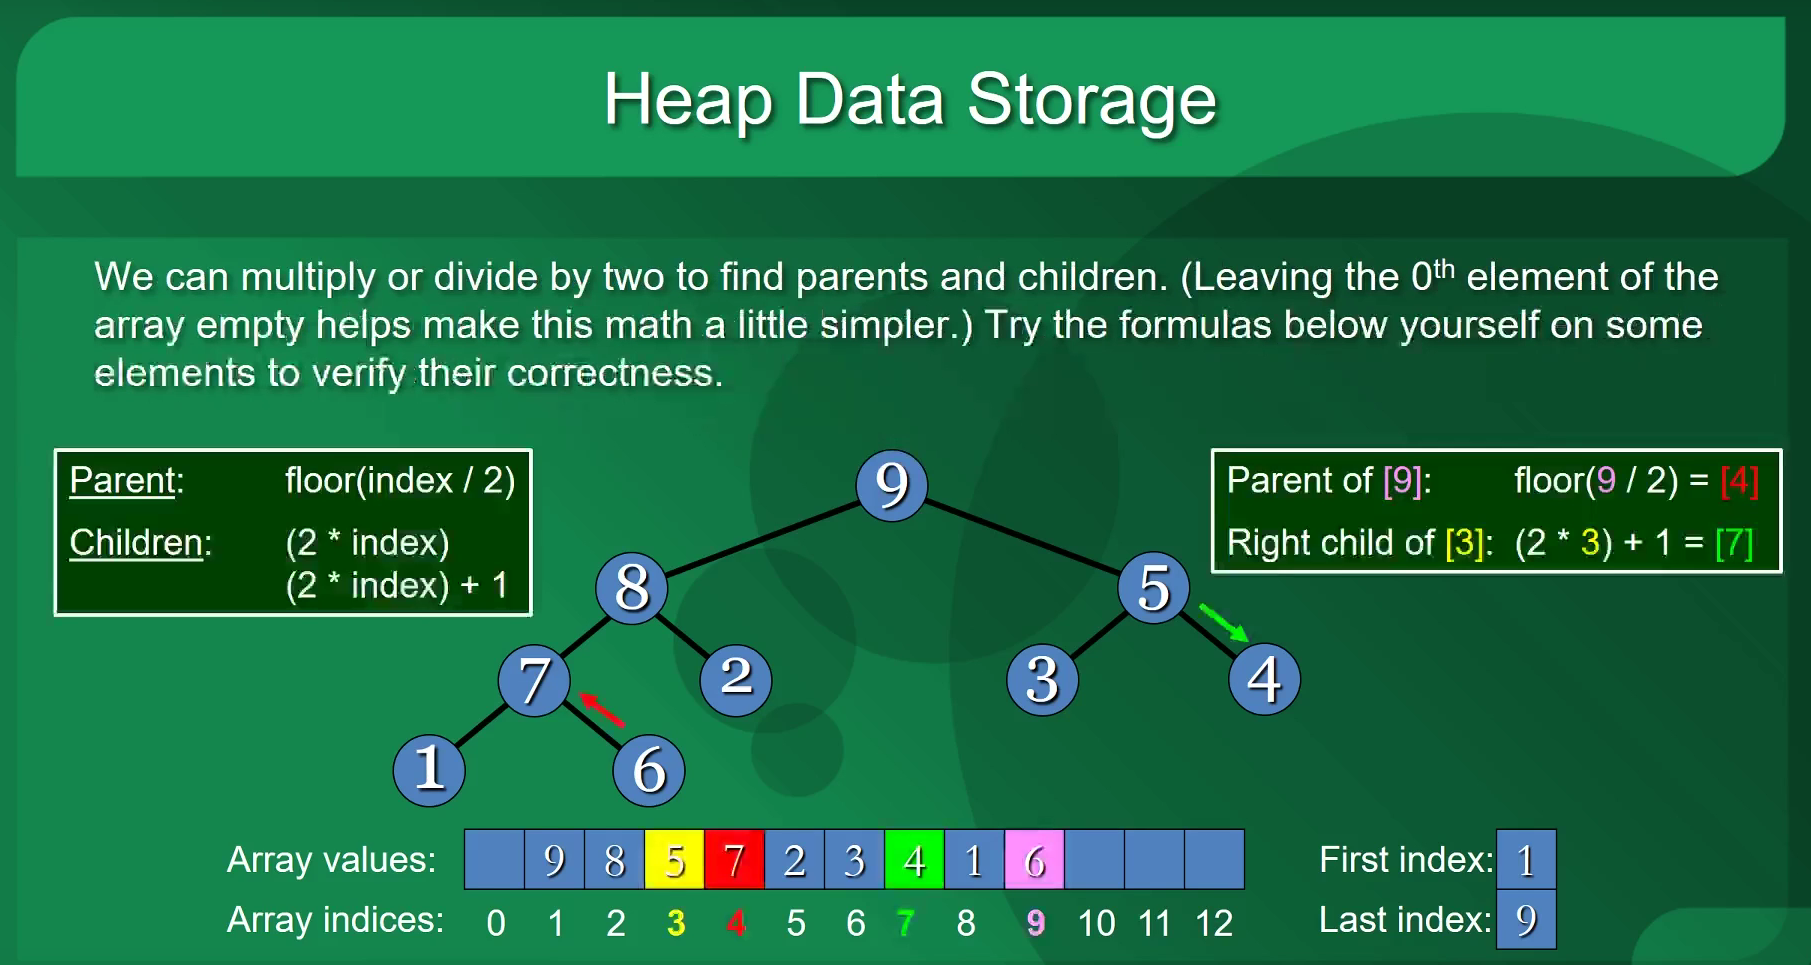 Heap Data Storage
We can multiply or divide by two to find parents and children. (Leaving the 0th element of the
array empty helps make this math a little simpler.) Try the formulas below yourself on some
elements to verify their correctness.
Parent: floor(index / 2)
Children: (2 * index)
(2 * index) + 1
Parent of [9]: floor(9 / 2) = [4]
Right child of [3]: (2 * 3) + 1 = [7]
9
8 5
7 2 3 4
1 6
Array values: 9 8 5 7 2 3 4 1 6
Array indices: 0 1 2 3 4 5 6 7 8 9 10 11 12
First index: 1
Last index: 9